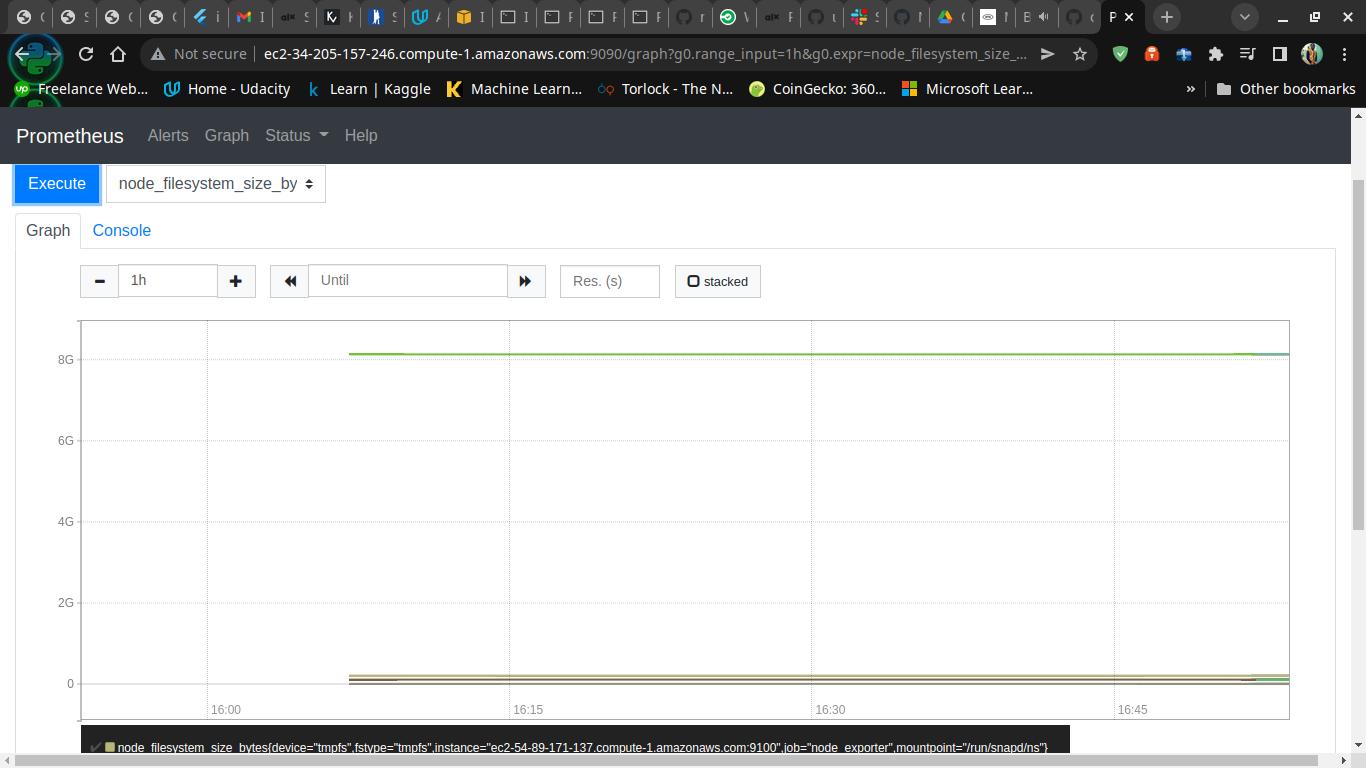 Not secure ec2-34-205-157-246.compute-1.amazonaws.com:9090/graph?g0.range_input=1h&g0.expr=node_filesystem_size_...
Freelance Web... Home - Udacity Learn | Kaggle Machine Learn... Torlock - The N... CoinGecko: 360... Microsoft Lear... » Other bookmarks
Prometheus Alerts Graph Status Help
Execute node_filesystem_size_by
Graph Console
1h Until Res. (s) stacked
8G
6G
4G
2G
0
16:00 16:15 16:30 16:45
node_filesystem_size_bytes{device="tmpfs",fstype="tmpfs",instance="ec2-54-89-171-137.compute-1.amazonaws.com:9100",job="node_exporter",mountpoint="/run/snapd/ns"}